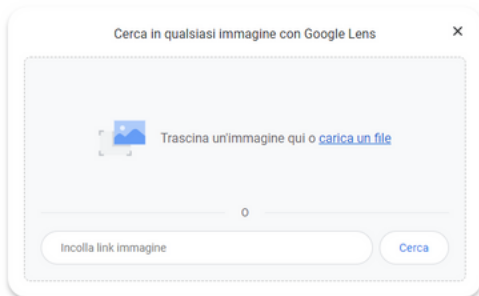 Cerca in qualsiasi immagine con Google Lens
Trascina un'immagine qui o carica un file
O
Incolla link immagine
Cerca